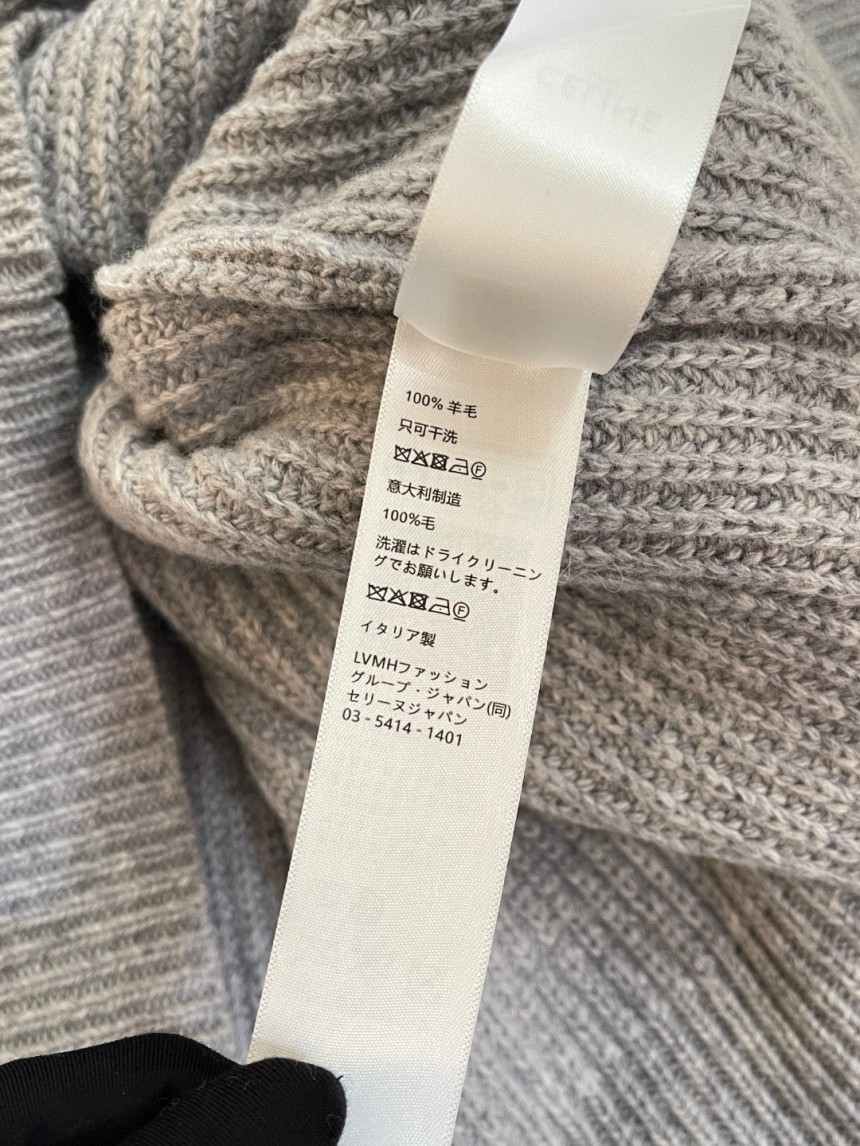 CELINE
100% 羊毛
只可干洗
意大利制造
100%毛
洗濯はドライクリーニン
グでお願いします。
イタリア製
LVMHファッション
グループ・ジャパン(同)
セリーヌジャパン
03 - 5414 - 1401